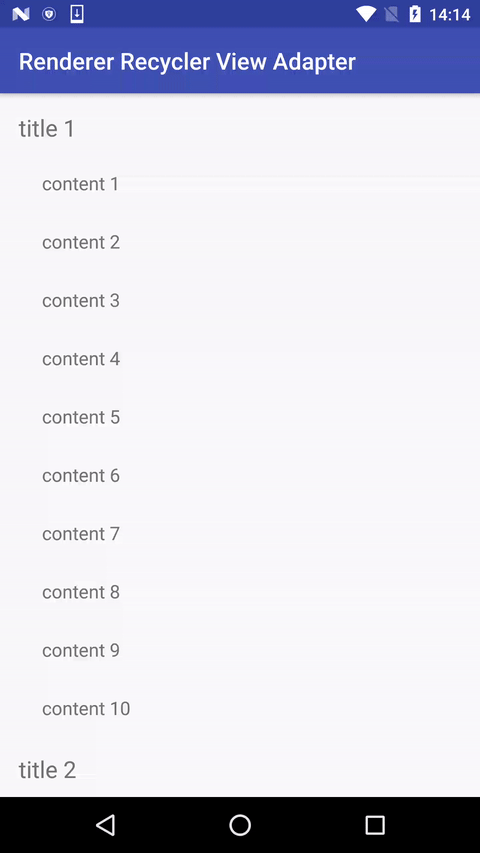 14:14
Renderer Recycler View Adapter
title 1
content 1
content 2
content 3
content 4
content 5
content 6
content 7
content 8
content 9
content 10
title 2